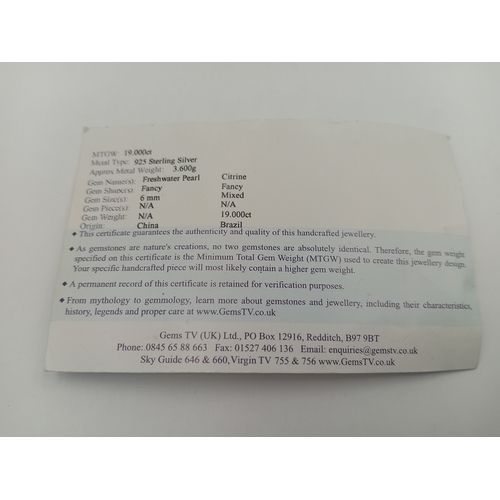 MTGW: 19.000ct
Metal Type: 925 Sterling Silver
Approx Metal Weight: 3.600g
Gem Name(s): Freshwater Pearl Citrine
Gem Shape(s): Fancy Fancy
Gem Size(s): 6 mm Mixed
Gem Piece(s): N/A N/A
Gem Weight: N/A 19.000ct
Origin: China Brazil
◆ This certificate guarantees the authenticity and quality of this handcrafted jewellery.
◆ As gemstones are nature's creations, no two gemstones are absolutely identical. Therefore, the gem weight
specified on this certificate is the Minimum Total Gem Weight (MTGW) used to create this jewellery design.
Your specific handcrafted piece will most likely contain a higher gem weight.
◆ A permanent record of this certificate is retained for verification purposes.
◆ From mythology to gemmology, learn more about gemstones and jewellery, including their characteristics,
history, legends and proper care at www.GemsTV.co.uk
Gems TV (UK) Ltd., PO Box 12916, Redditch, B97 9BT
Phone: 0845 65 88 663 Fax: 01527 406 136 Email: enquiries@gemstv.co.uk
Sky Guide 646 & 660, Virgin TV 755 & 756 www.GemsTV.co.uk